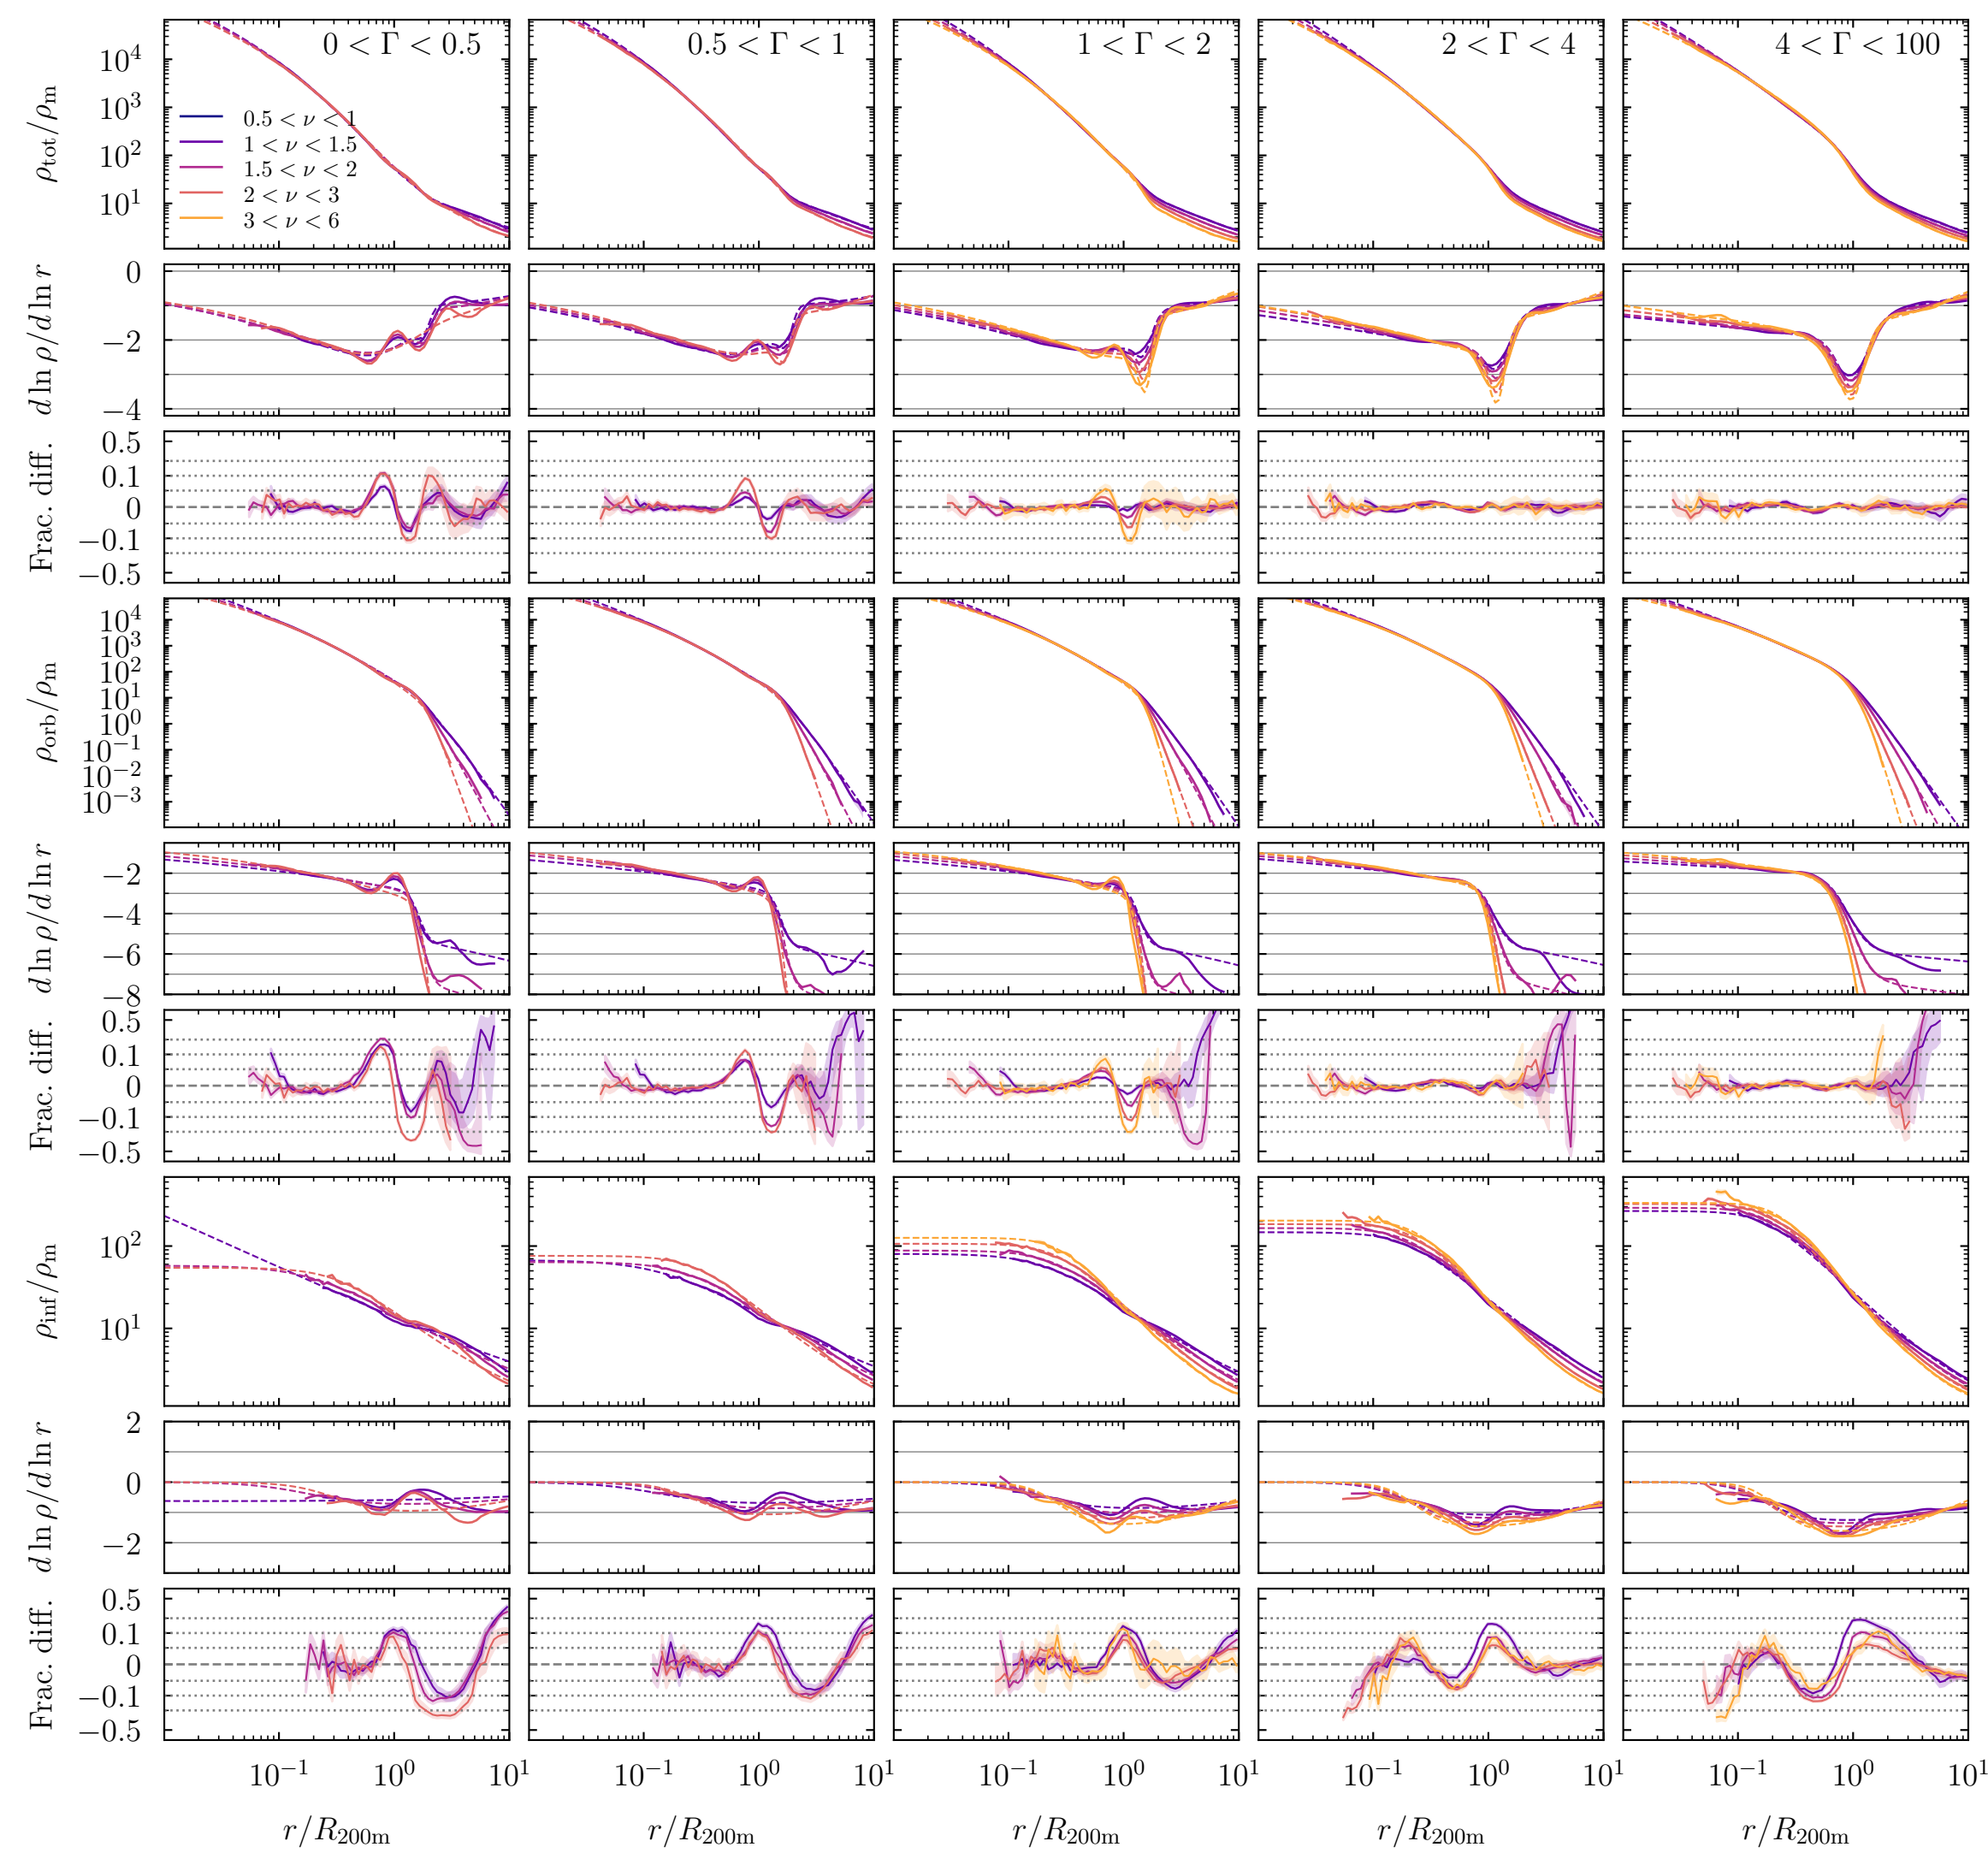 0 < Γ < 0.5
0.5 < Γ < 1
1 < Γ < 2
2 < Γ < 4
4 < Γ < 100
ρ_tot/ρ_m
10^4
10^3
10^2
10^1
0.5 < ν < 1
1 < ν < 1.5
1.5 < ν < 2
2 < ν < 3
3 < ν < 6
d ln ρ/d ln r
0
−2
−4
Frac. diff.
0.5
0.1
0
−0.1
−0.5
ρ_orb/ρ_m
10^4
10^3
10^2
10^1
10^0
10^−1
10^−2
10^−3
d ln ρ/d ln r
−2
−4
−6
−8
Frac. diff.
0.5
0.1
0
−0.1
−0.5
ρ_inf/ρ_m
10^2
10^1
d ln ρ/d ln r
2
0
−2
Frac. diff.
0.5
0.1
0
−0.1
−0.5
10^−1 10^0 10^1 10^−1 10^0 10^1 10^−1 10^0 10^1 10^−1 10^0 10^1 10^−1 10^0 10^1
r/R_200m r/R_200m r/R_200m r/R_200m r/R_200m